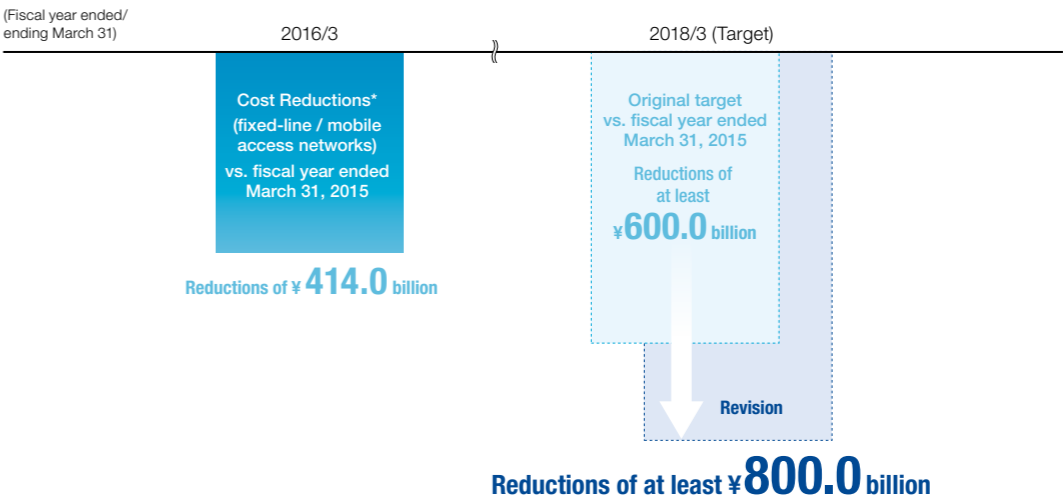 (Fiscal year ended/
ending March 31)
2016/3
2018/3 (Target)
Cost Reductions*
(fixed-line / mobile
access networks)
vs. fiscal year ended
March 31, 2015
Reductions of ¥ 414.0 billion
Original target
vs. fiscal year ended
March 31, 2015
Reductions of
at least
¥600.0 billion
Revision
Reductions of at least ¥800.0 billion